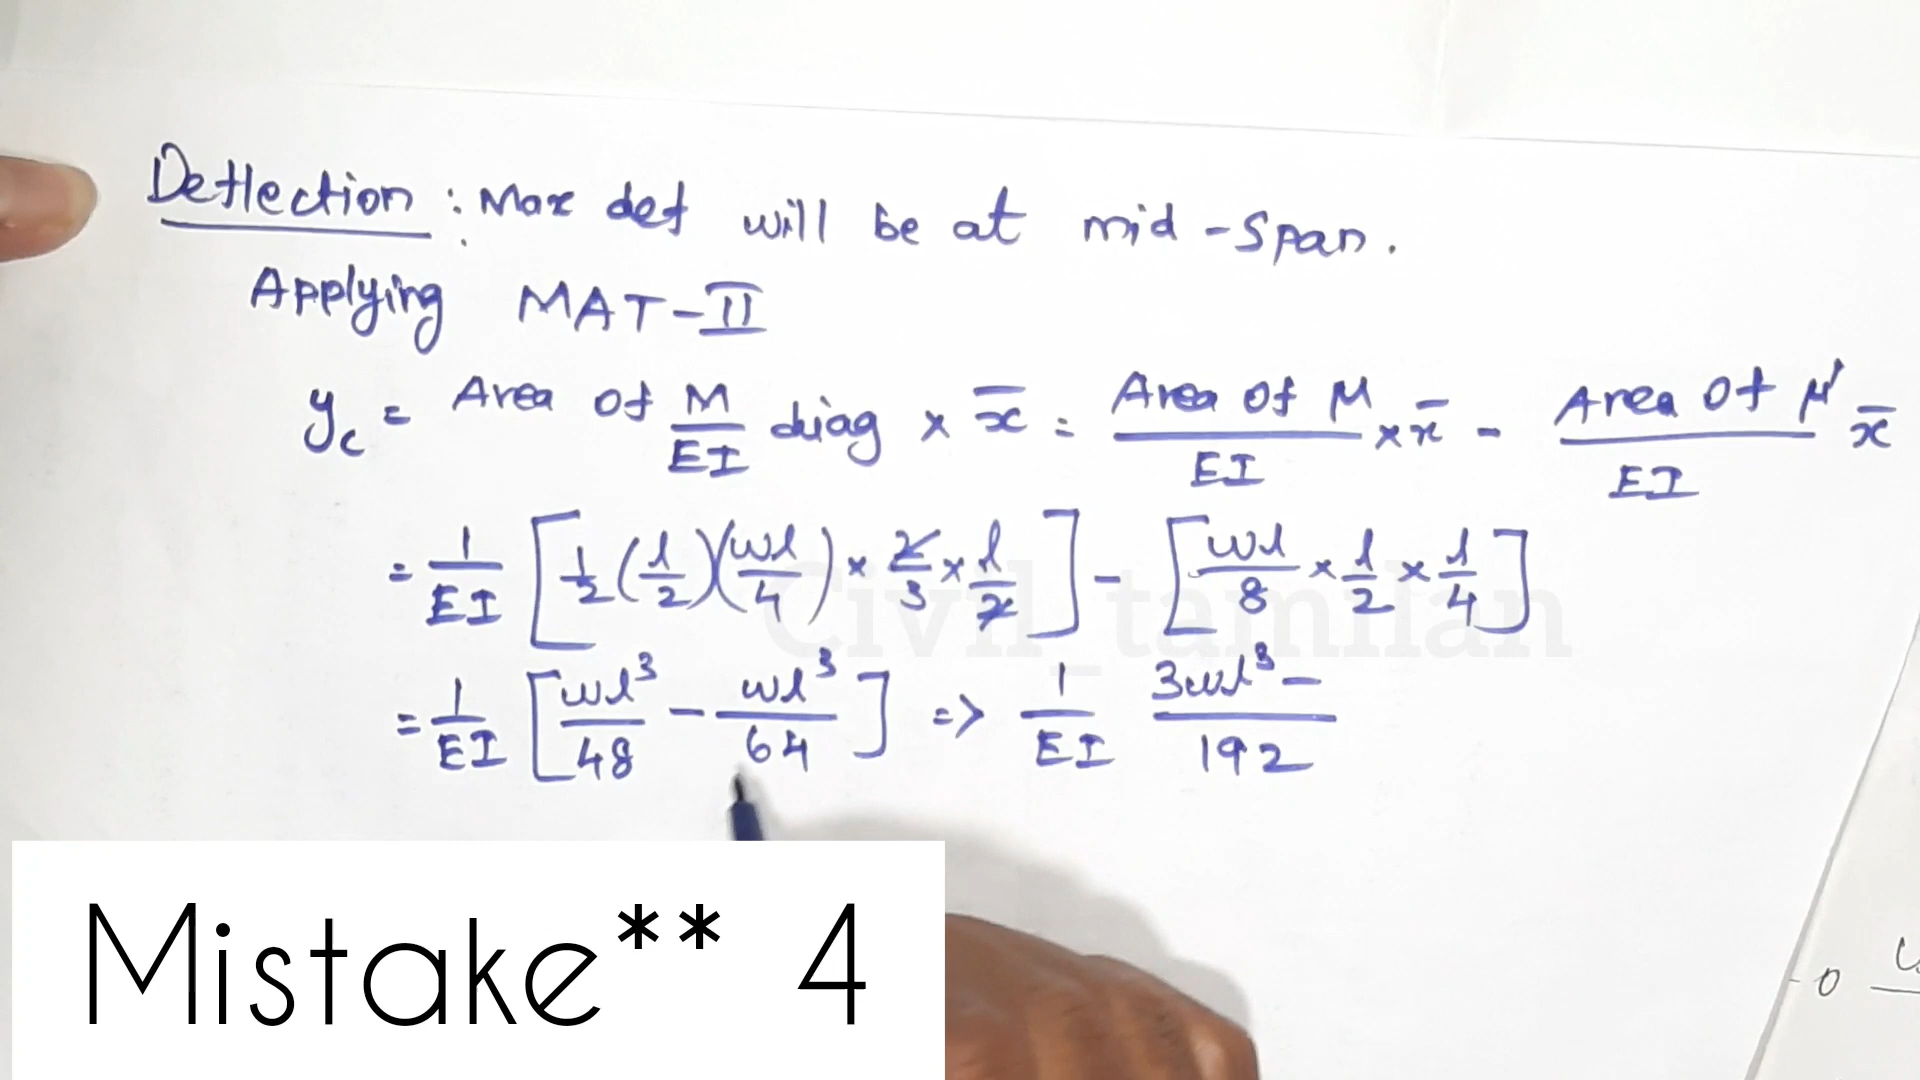 Deflection : Max def will be at mid-span.
Applying MAT-II
y_c = Area of M/EI diag × x̄ = Area of M/EI × x̄ - Area of M'/EI x̄
= 1/EI [1/2 (l/2)(wl/4) × 2/3 × l/2] - [wl/8 × l/2 × l/4]
Civil_tamilan
= 1/EI [wl³/48 - wl³/64] => 1/EI 3wl³-/192
Mistake** 4